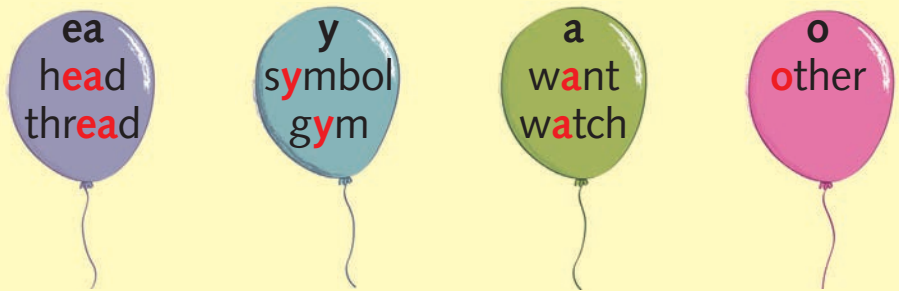 ea
head
thread
y
symbol
gym
a
want
watch
o
other